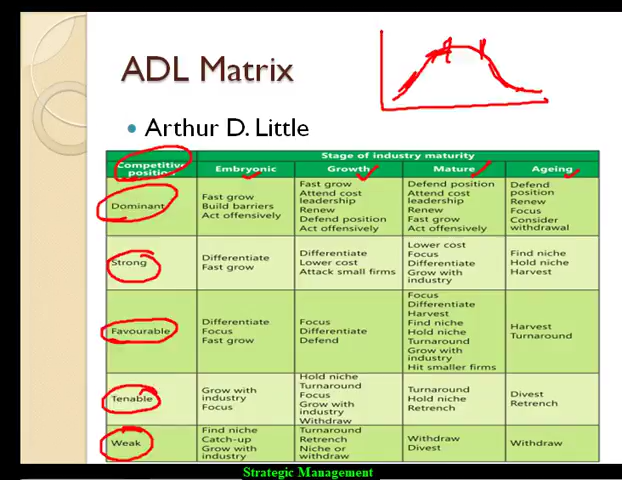 ADL Matrix
• Arthur D. Little
Stage of industry maturity
Competitive
position
Embryonic
Growth
Mature
Ageing
Dominant
Fast grow
Build barriers
Act offensively
Fast grow
Attend cost
leadership
Renew
Defend position
Act offensively
Defend position
Attend cost
leadership
Renew
Fast grow
Act offensively
Defend
position
Renew
Focus
Consider
withdrawal
Strong
Differentiate
Fast grow
Differentiate
Lower cost
Attack small firms
Lower cost
Focus
Differentiate
Grow with
industry
Find niche
Hold niche
Harvest
Favourable
Differentiate
Focus
Fast grow
Focus
Differentiate
Defend
Focus
Differentiate
Harvest
Find niche
Hold niche
Turnaround
Grow with
industry
Hit smaller firms
Harvest
Turnaround
Tenable
Grow with
industry
Focus
Hold niche
Turnaround
Focus
Grow with
industry
Withdraw
Turnaround
Hold niche
Retrench
Divest
Retrench
Weak
Find niche
Catch-up
Grow with
industry
Turnaround
Retrench
Niche or
withdraw
Withdraw
Divest
Withdraw
Strategic Management